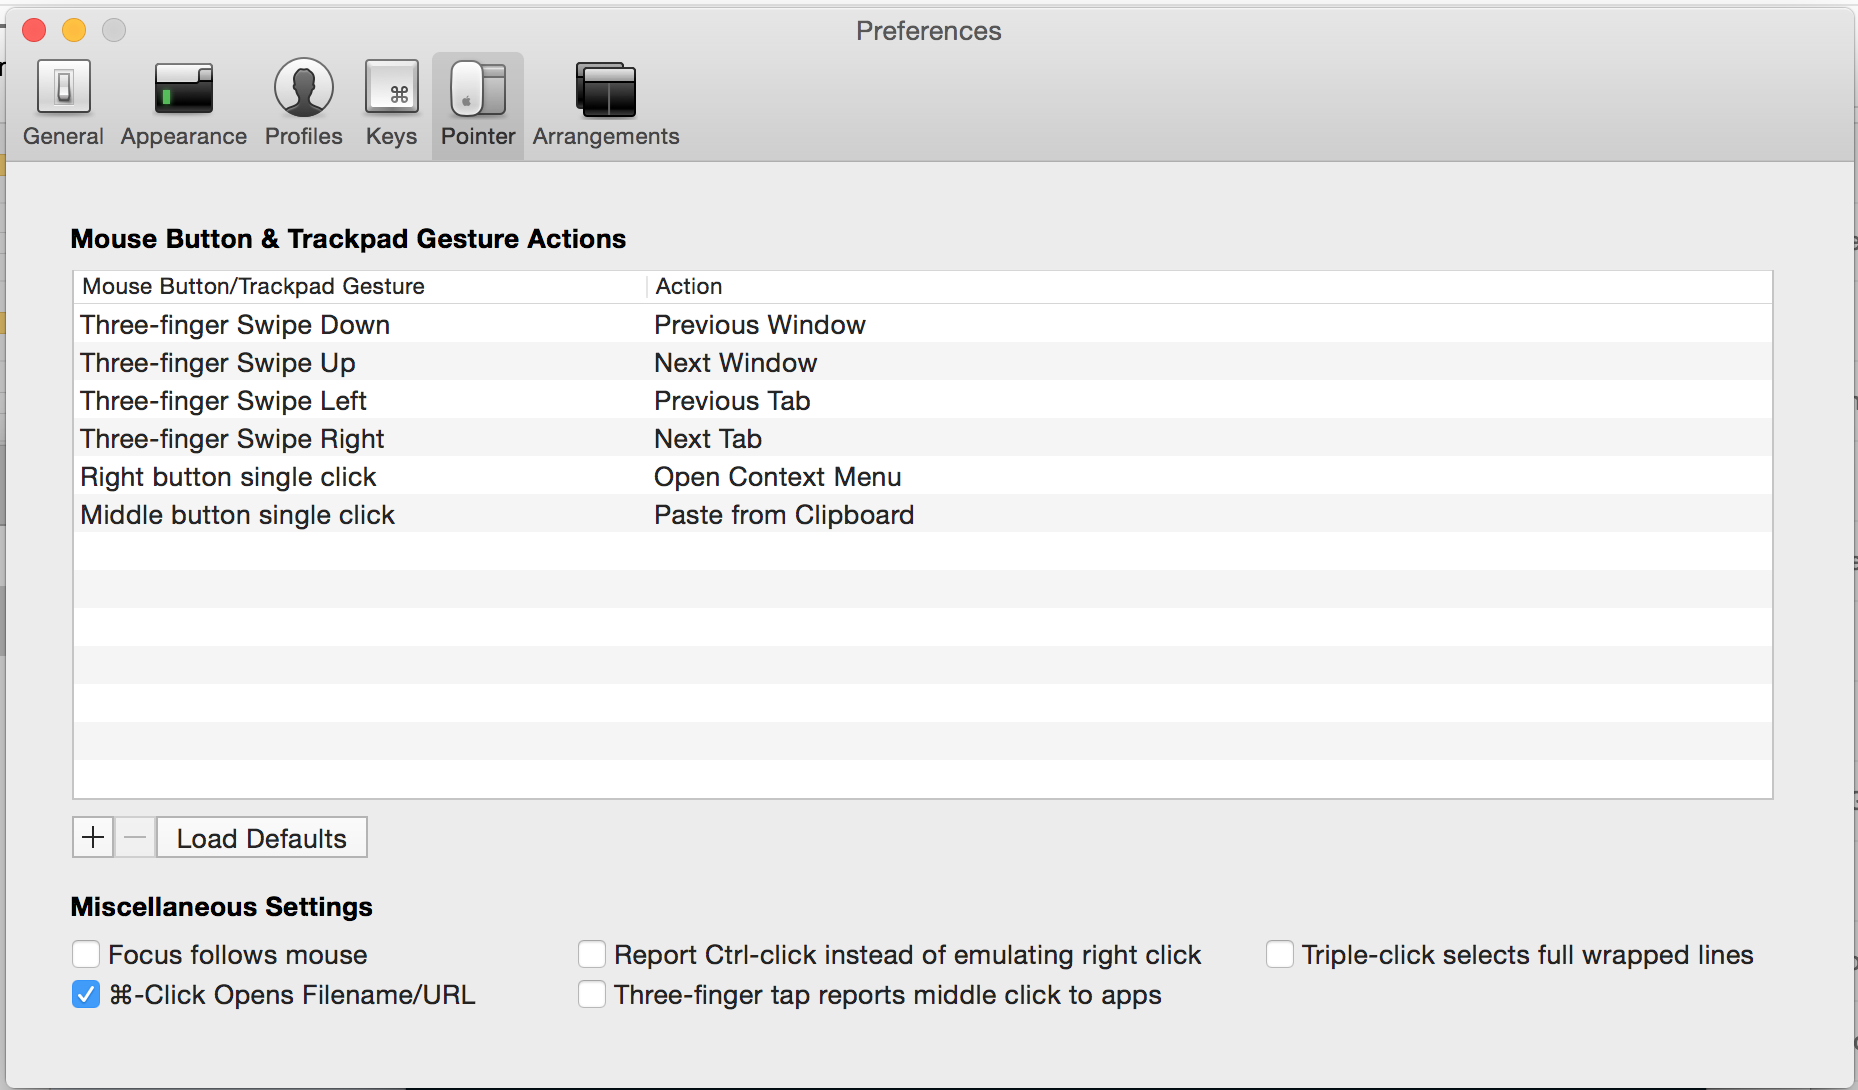 Preferences
General Appearance Profiles Keys Pointer Arrangements
Mouse Button & Trackpad Gesture Actions
Mouse Button/Trackpad Gesture Action
Three-finger Swipe Down Previous Window
Three-finger Swipe Up Next Window
Three-finger Swipe Left Previous Tab
Three-finger Swipe Right Next Tab
Right button single click Open Context Menu
Middle button single click Paste from Clipboard
Load Defaults
Miscellaneous Settings
Focus follows mouse Report Ctrl-click instead of emulating right click Triple-click selects full wrapped lines
⌘-Click Opens Filename/URL Three-finger tap reports middle click to apps